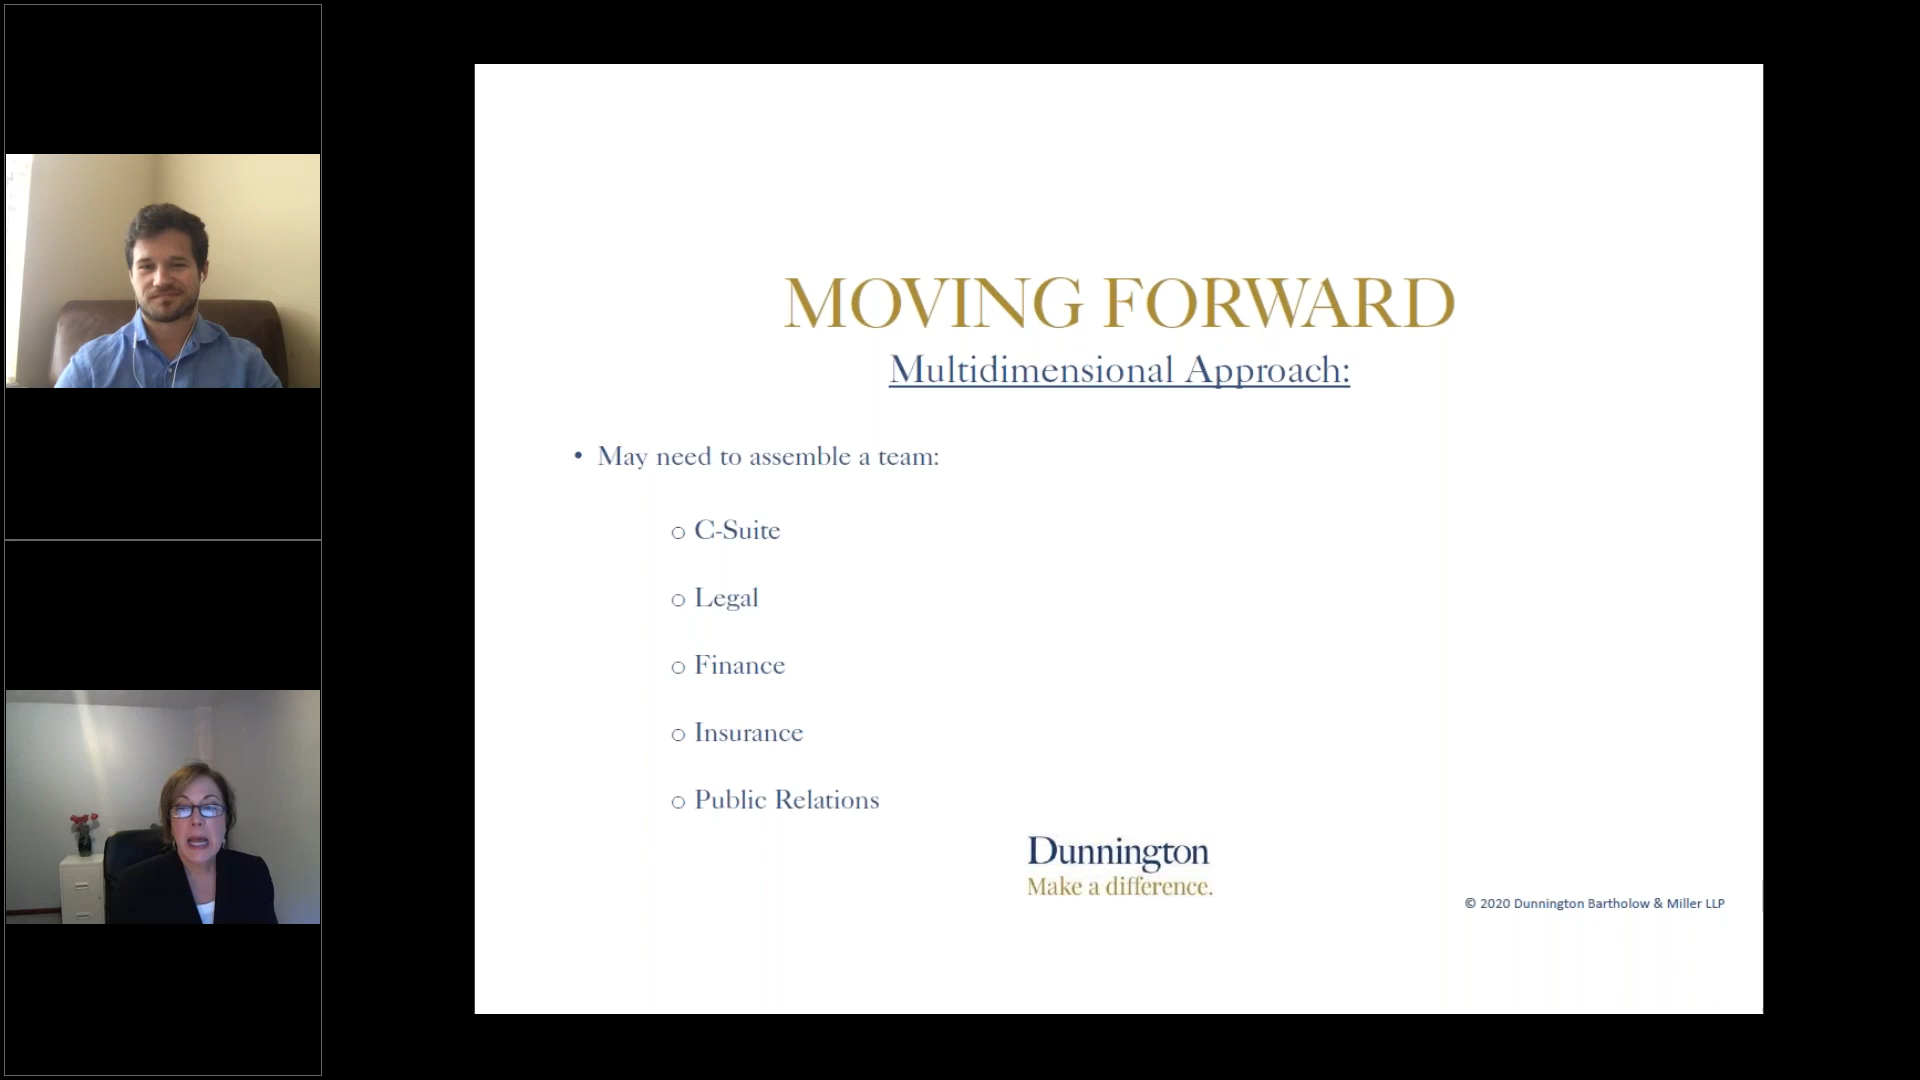 MOVING FORWARD
Multidimensional Approach:
• May need to assemble a team:
o C-Suite
o Legal
o Finance
o Insurance
o Public Relations
Dunnington
Make a difference.
© 2020 Dunnington Bartholow & Miller LLP